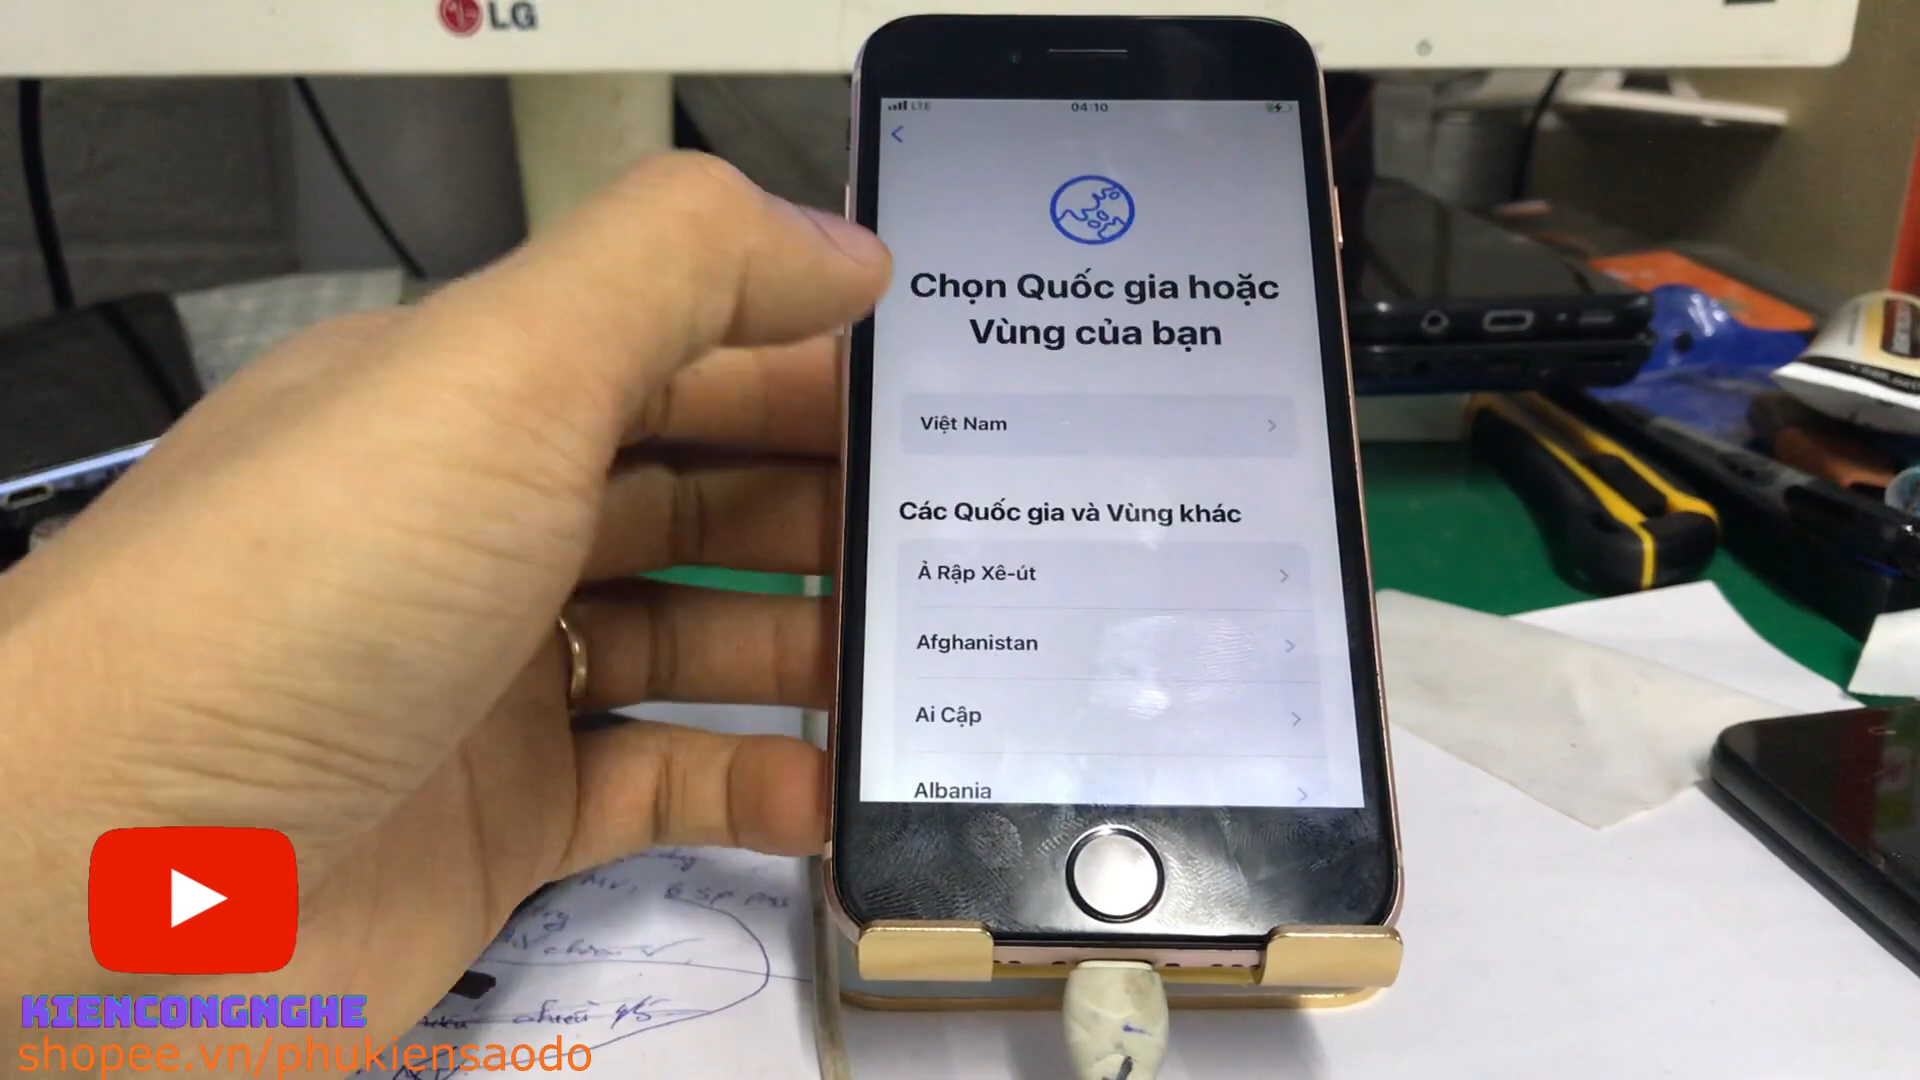 LG
LTE
04:10
Chọn Quốc gia hoặc
Vùng của bạn
Việt Nam
Các Quốc gia và Vùng khác
Ả Rập Xê-út
Afghanistan
Ai Cập
Albania
KIENCONGNGHE
shopee.vn/phukiensaodo